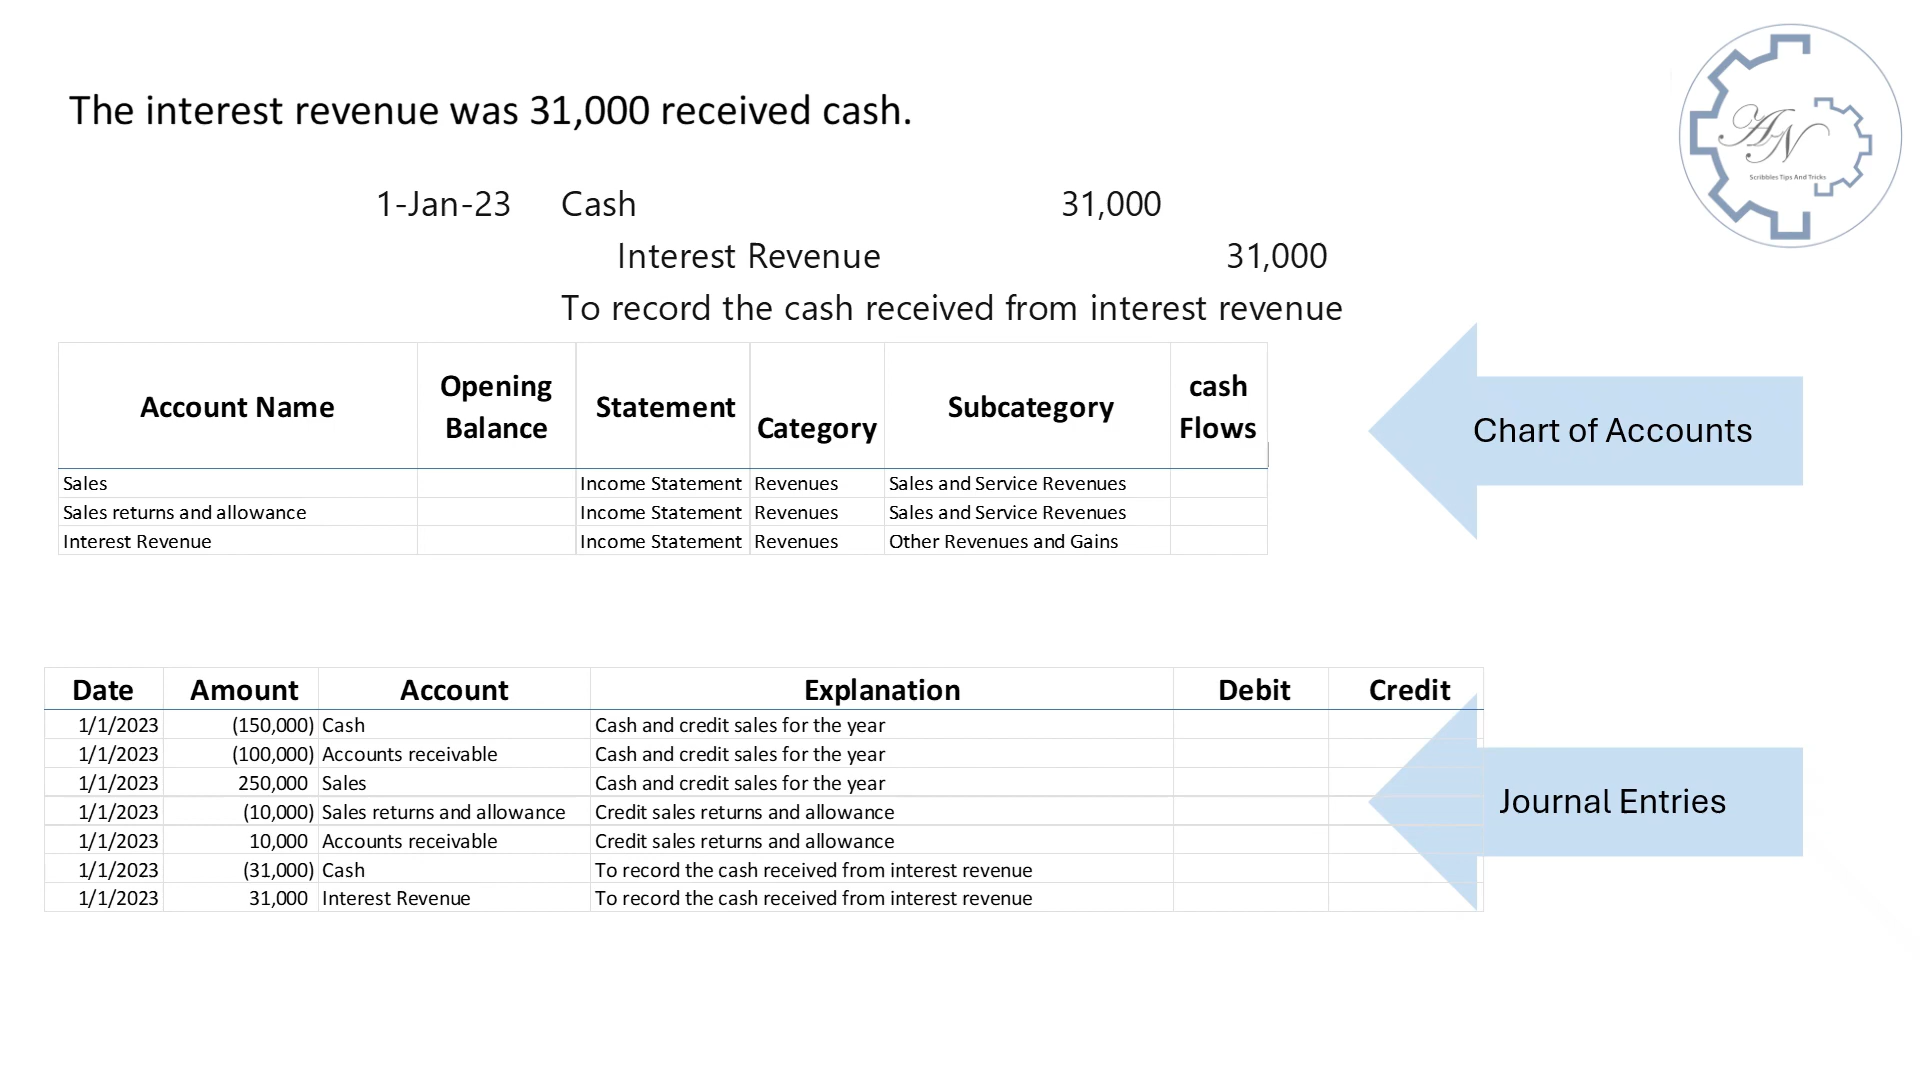 The interest revenue was 31,000 received cash.
AN
Scribbles Tips And Tricks
1-Jan-23 Cash 31,000
Interest Revenue 31,000
To record the cash received from interest revenue
Account Name Opening Balance Statement Category Subcategory cash Flows
Sales Income Statement Revenues Sales and Service Revenues
Sales returns and allowance Income Statement Revenues Sales and Service Revenues
Interest Revenue Income Statement Revenues Other Revenues and Gains
Chart of Accounts
Date Amount Account Explanation Debit Credit
1/1/2023 (150,000) Cash Cash and credit sales for the year
1/1/2023 (100,000) Accounts receivable Cash and credit sales for the year
1/1/2023 250,000 Sales Cash and credit sales for the year
1/1/2023 (10,000) Sales returns and allowance Credit sales returns and allowance
1/1/2023 10,000 Accounts receivable Credit sales returns and allowance
1/1/2023 (31,000) Cash To record the cash received from interest revenue
1/1/2023 31,000 Interest Revenue To record the cash received from interest revenue
Journal Entries